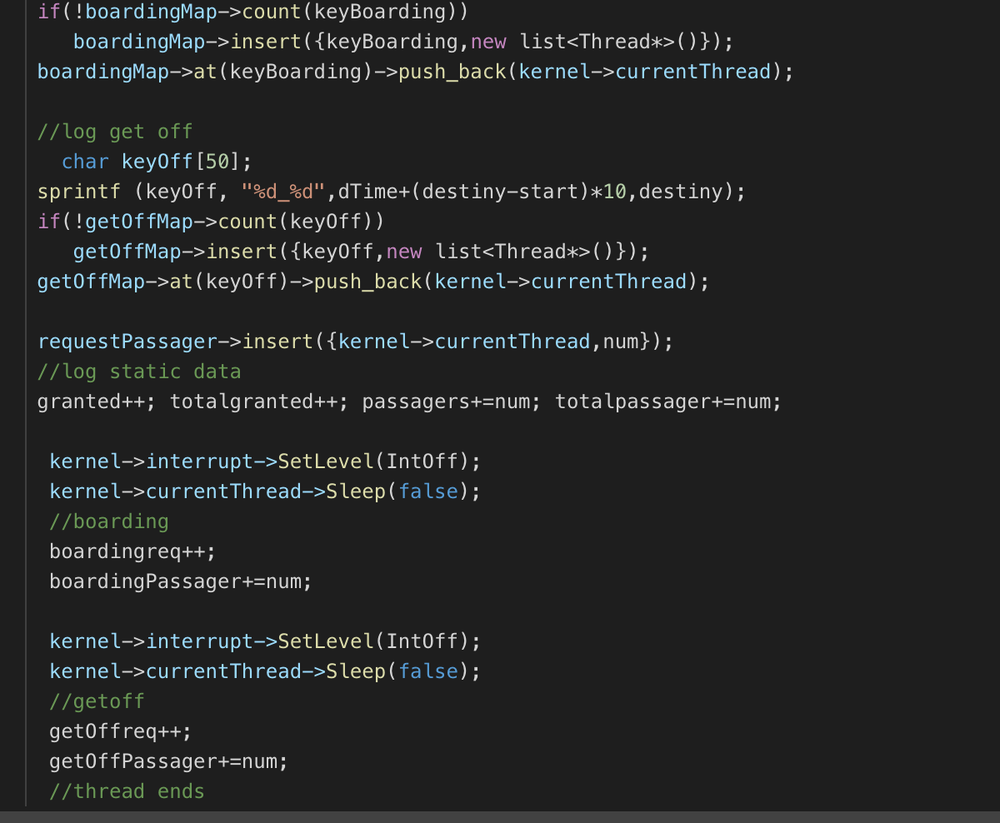 if(!boardingMap->count(keyBoarding))
boardingMap->insert({keyBoarding,new list<Thread*>()});
boardingMap->at(keyBoarding)->push_back(kernel->currentThread);
//log get off
char keyOff[50];
sprintf (keyOff, "%d_%d",dTime+(destiny-start)*10,destiny);
if(!getOffMap->count(keyOff))
getOffMap->insert({keyOff,new list<Thread*>()});
getOffMap->at(keyOff)->push_back(kernel->currentThread);
requestPassager->insert({kernel->currentThread,num});
//log static data
granted++; totalgranted++; passagers+=num; totalpassager+=num;
kernel->interrupt->SetLevel(IntOff);
kernel->currentThread->Sleep(false);
//boarding
boardingreq++;
boardingPassager+=num;
kernel->interrupt->SetLevel(IntOff);
kernel->currentThread->Sleep(false);
//getoff
getOffreq++;
getOffPassager+=num;
//thread ends